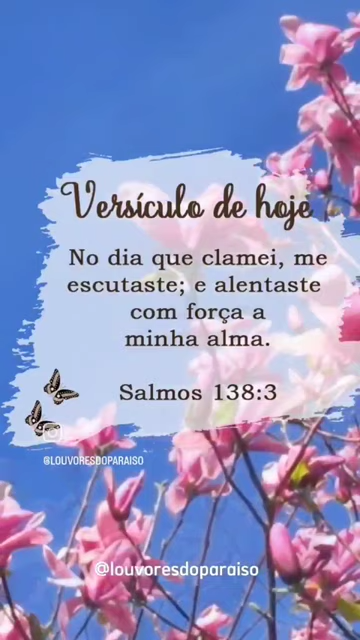 Versículo de hoje
No dia que clamei, me
escutaste; e alentaste
com força a
minha alma.
Salmos 138:3
@LOUVORESDOPARAISO
@louvoresdoparaiso